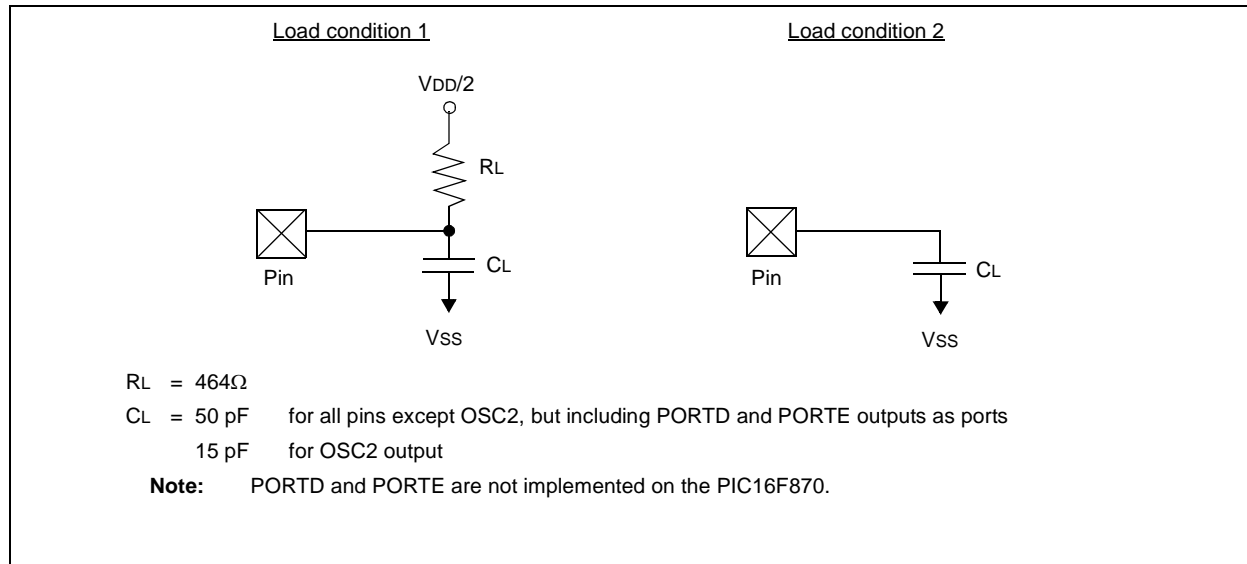 Load condition 1
Load condition 2
VDD/2
RL
Pin
CL
VSS
Pin
CL
VSS
RL = 464Ω
CL = 50 pF for all pins except OSC2, but including PORTD and PORTE outputs as ports
15 pF for OSC2 output
Note: PORTD and PORTE are not implemented on the PIC16F870.